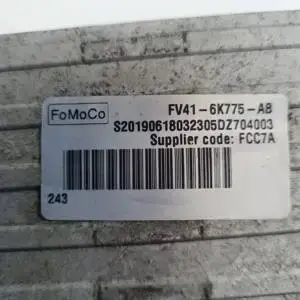 FoMoCo
FV41-6K775-AB
S20190618032305DZ704003
Supplier code: FCC7A
243